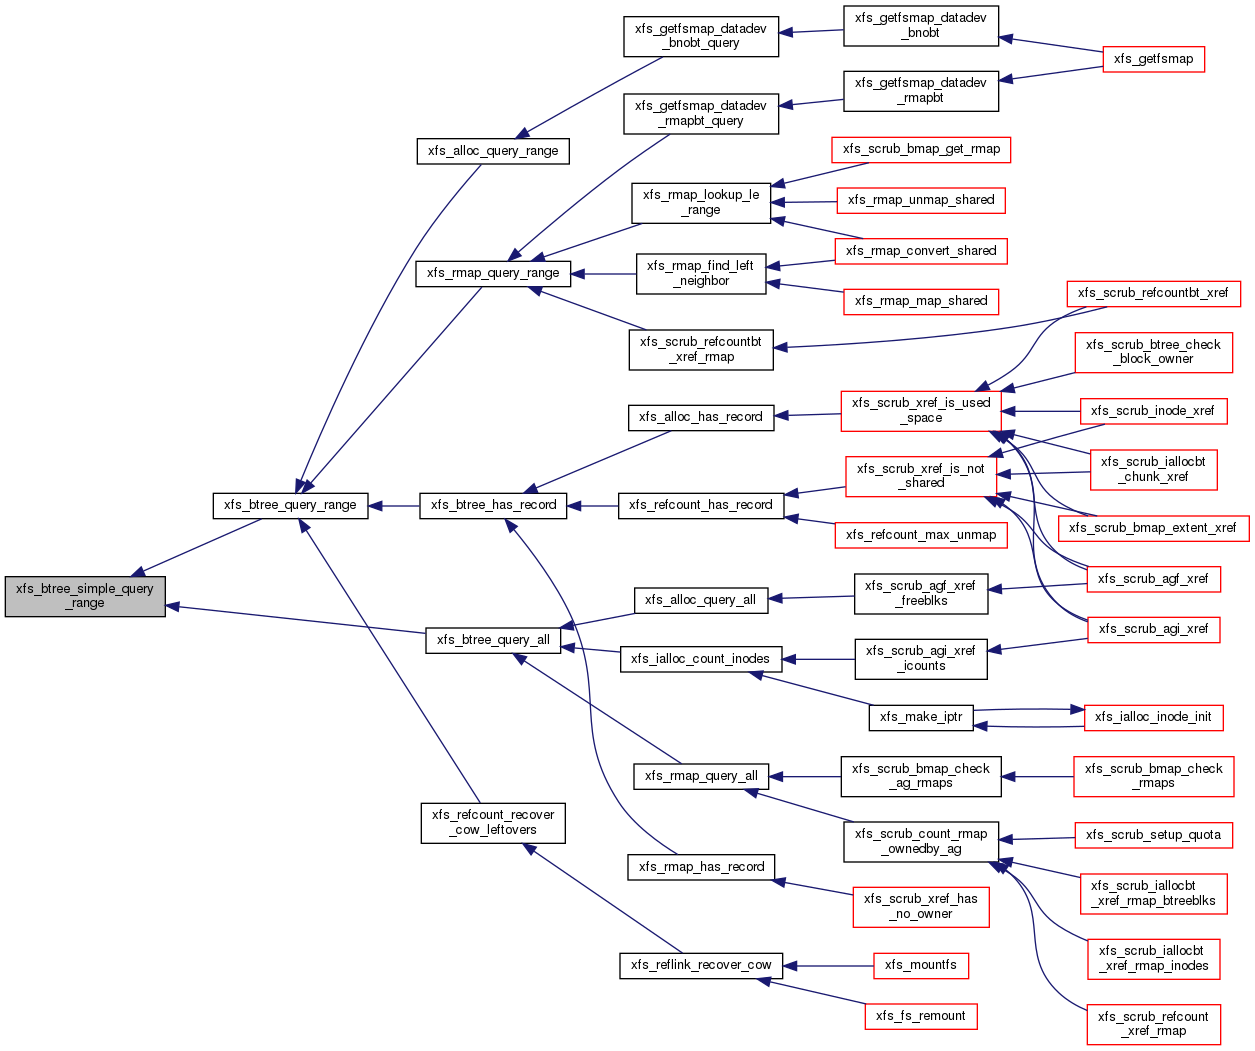 xfs_btree_simple_query
_range
xfs_btree_query_range
xfs_btree_query_all
xfs_alloc_query_range
xfs_rmap_query_range
xfs_btree_has_record
xfs_refcount_recover
_cow_leftovers
xfs_getfsmap_datadev
_bnobt_query
xfs_getfsmap_datadev
_rmapbt_query
xfs_rmap_lookup_le
_range
xfs_rmap_find_left
_neighbor
xfs_scrub_refcountbt
_xref_rmap
xfs_alloc_has_record
xfs_refcount_has_record
xfs_alloc_query_all
xfs_ialloc_count_inodes
xfs_rmap_query_all
xfs_rmap_has_record
xfs_reflink_recover_cow
xfs_getfsmap_datadev
_bnobt
xfs_getfsmap_datadev
_rmapbt
xfs_scrub_bmap_get_rmap
xfs_rmap_unmap_shared
xfs_rmap_convert_shared
xfs_rmap_map_shared
xfs_scrub_xref_is_used
_space
xfs_scrub_xref_is_not
_shared
xfs_refcount_max_unmap
xfs_scrub_agf_xref
_freeblks
xfs_scrub_agi_xref
_icounts
xfs_make_iptr
xfs_scrub_bmap_check
_ag_rmaps
xfs_scrub_count_rmap
_ownedby_ag
xfs_scrub_xref_has
_no_owner
xfs_mountfs
xfs_fs_remount
xfs_getfsmap
xfs_scrub_refcountbt_xref
xfs_scrub_btree_check
_block_owner
xfs_scrub_inode_xref
xfs_scrub_iallocbt
_chunk_xref
xfs_scrub_bmap_extent_xref
xfs_scrub_agf_xref
xfs_scrub_agi_xref
xfs_ialloc_inode_init
xfs_scrub_bmap_check
_rmaps
xfs_scrub_setup_quota
xfs_scrub_iallocbt
_xref_rmap_btreeblks
xfs_scrub_iallocbt
_xref_rmap_inodes
xfs_scrub_refcount
_xref_rmap